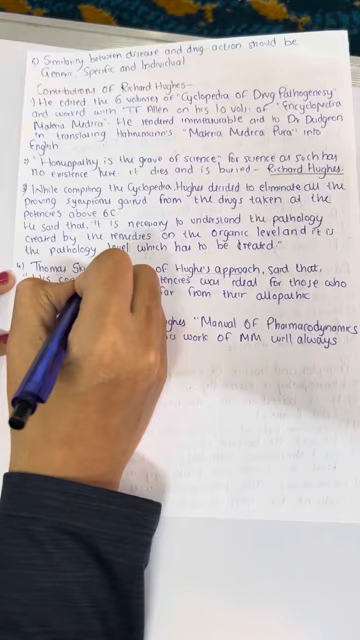 c) Similarity between disease and drug action should be
Generic, Specific and Individual
Contributions of Richard Hughes -
1) He edited the 6 volumes of "Cyclopedia of Drug Pathogenesy"
and worked with "TF Allen on his 10 vol. of "Encyclopedia
Materia Medica". He rendered immeasurable aid to Dr Dudgeon
in translating Hahnemann's "Materia Medica Pura" into
English
2) "Homeopathy is the grave of science; for science as such has
no existence here. it dies and is buried - Richard Hughes.
3) While compiling the Cyclopedia, Hughes decided to eliminate all the
proving symptoms gained from the drugs taken at the
potencies above 6C
He said that, "it is necessary to understand the pathology
created by the remedies on the organic level and it is
the pathology level which has to be treated."
4) Thomas of Hughes approach, said that,
tencies was ideal for those who
far from their allopathic
ghes "Manual of Pharmacodynamics
work of MM will always